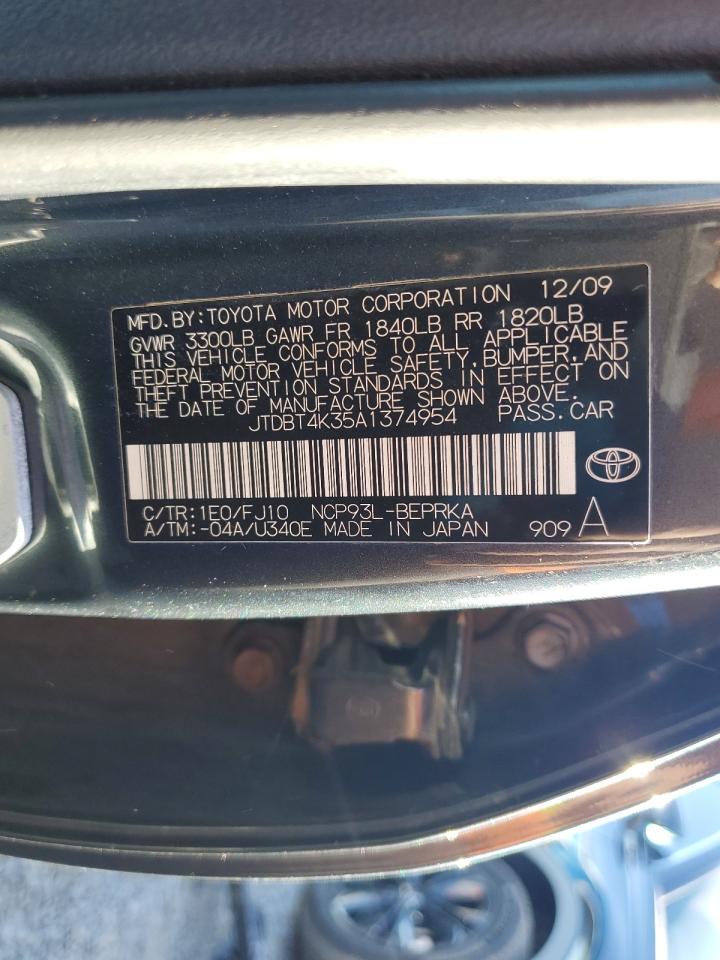 MFD.BY:TOYOTA MOTOR CORPORATION 12/09
GVWR 3300LB GAWR FR 1840LB RR 1820LB
THIS VEHICLE CONFORMS TO ALL APPLICABLE
FEDERAL MOTOR VEHICLE SAFETY,BUMPER,AND
THEFT PREVENTION STANDARDS IN EFFECT ON
THE DATE OF MANUFACTURE SHOWN ABOVE.
JTDBT4K35A1374954 PASS.CAR
C/TR:1E0/FJ10 NCP93L-BEPRKA
A/TM:-04A/U340E MADE IN JAPAN 909 A